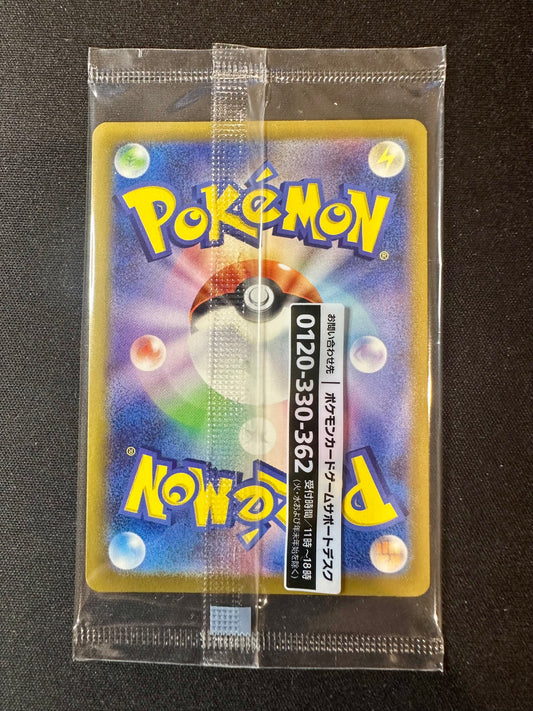 POKéMON®
お問い合わせ先 | ポケモンカードゲームサポートデスク
0120-330-362 受付時間/11時~18時
(火・水および年末年始を除く)
POKéMON®